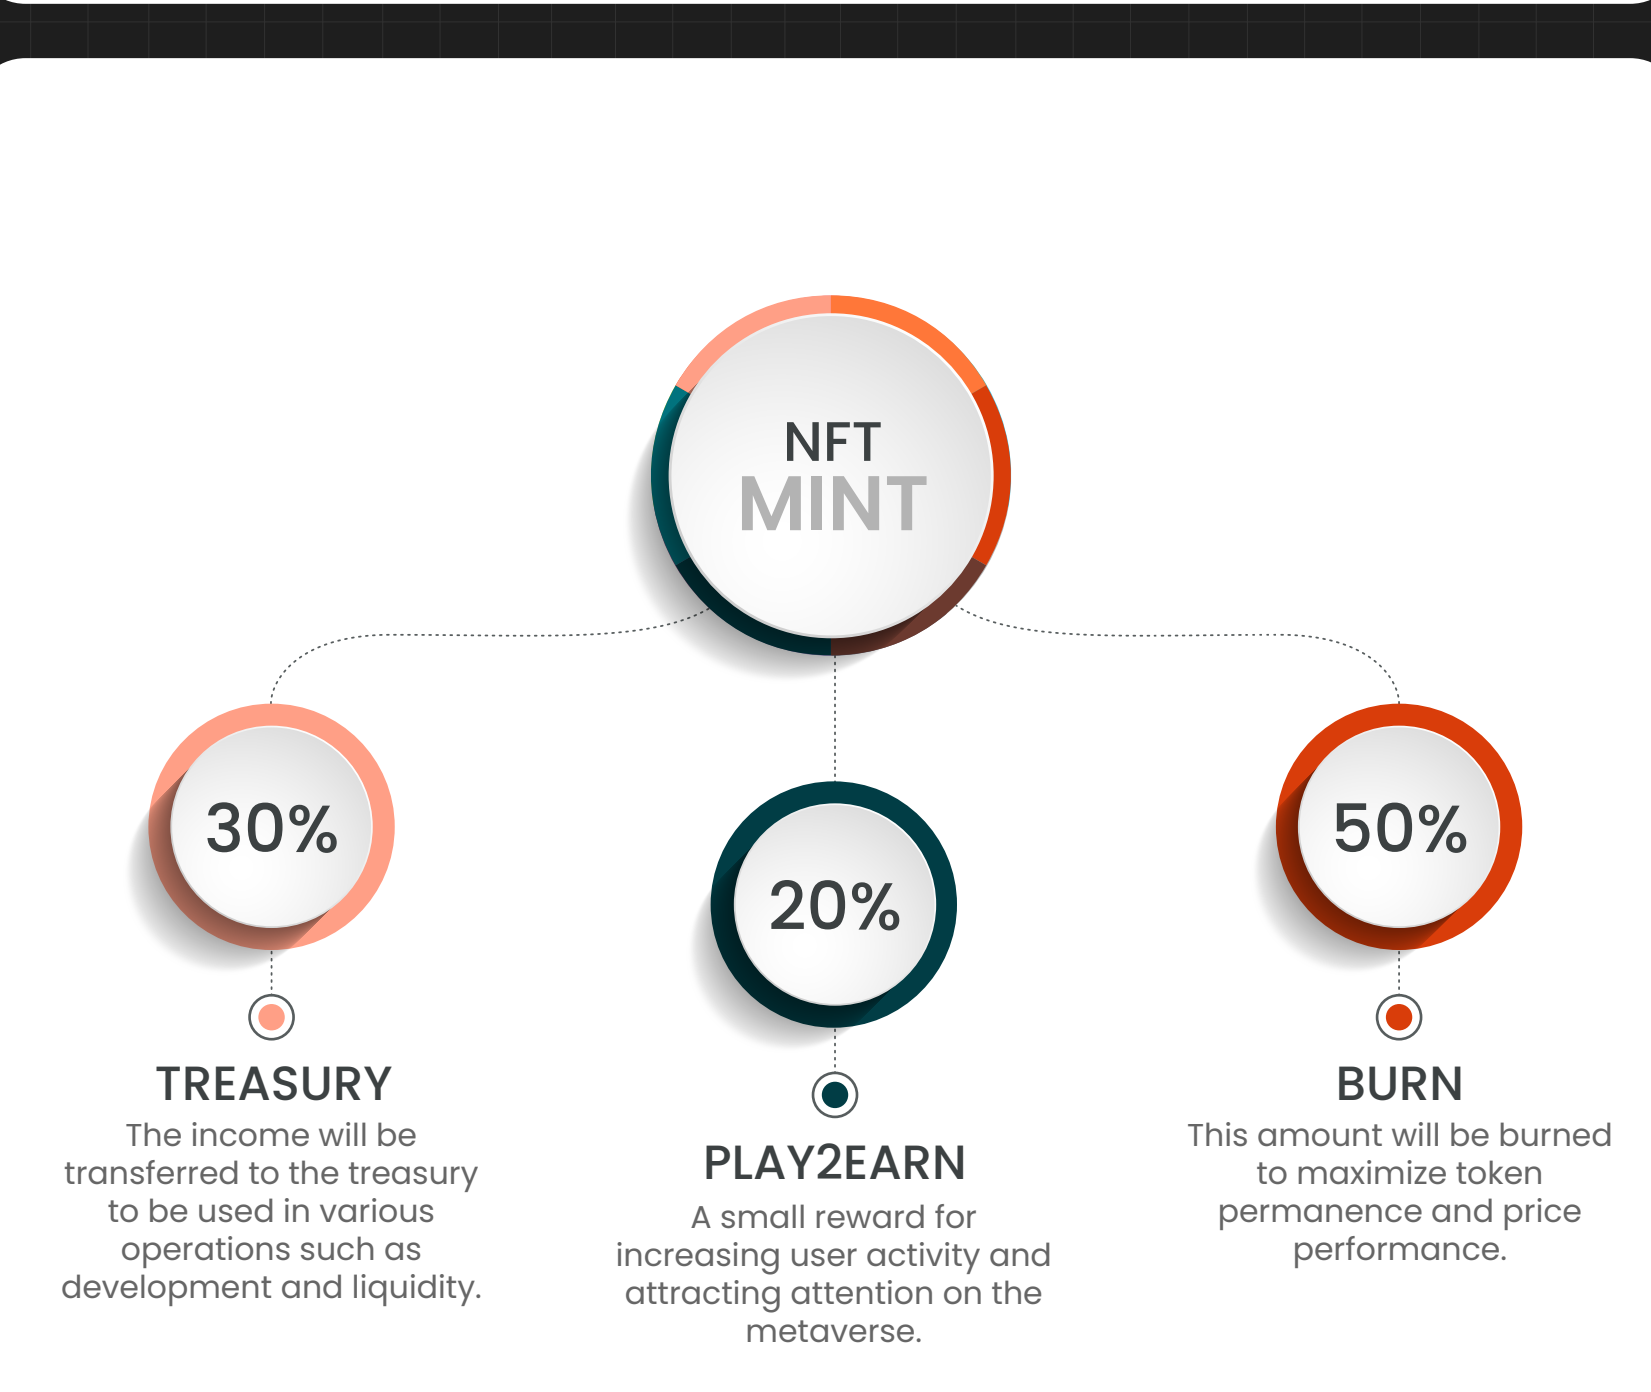 NFT
MINT
30%
TREASURY
The income will be
transferred to the treasury
to be used in various
operations such as
development and liquidity.
20%
PLAY2EARN
A small reward for
increasing user activity and
attracting attention on the
metaverse.
50%
BURN
This amount will be burned
to maximize token
permanence and price
performance.